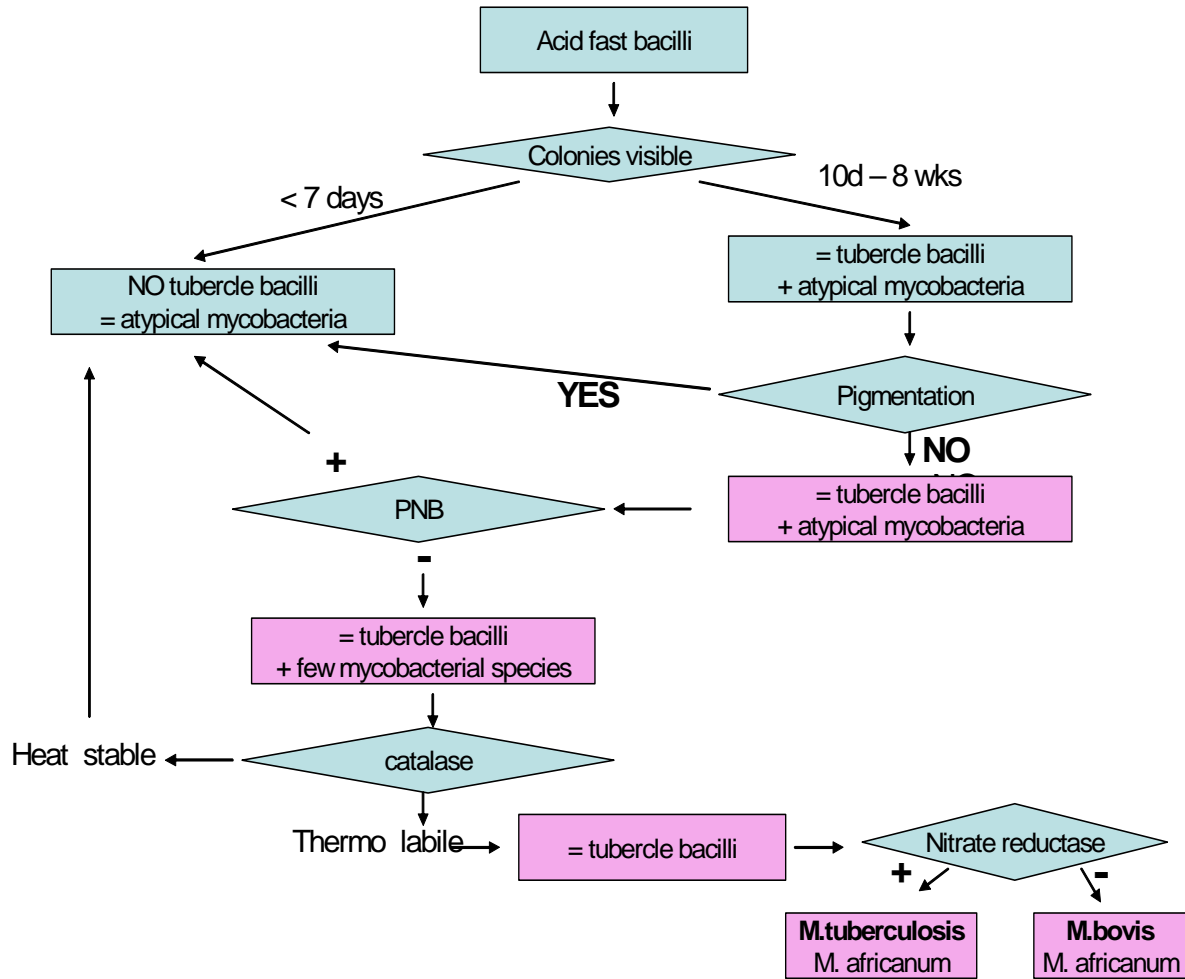 Acid fast bacilli
Colonies visible
< 7 days
10d – 8 wks
NO tubercle bacilli
= atypical mycobacteria
= tubercle bacilli
+ atypical mycobacteria
Pigmentation
YES
NO
NO
= tubercle bacilli
+ atypical mycobacteria
PNB
+
-
= tubercle bacilli
+ few mycobacterial species
catalase
Heat stable
Thermo labile
= tubercle bacilli
Nitrate reductase
+
-
M.tuberculosis
M. africanum
M.bovis
M. africanum